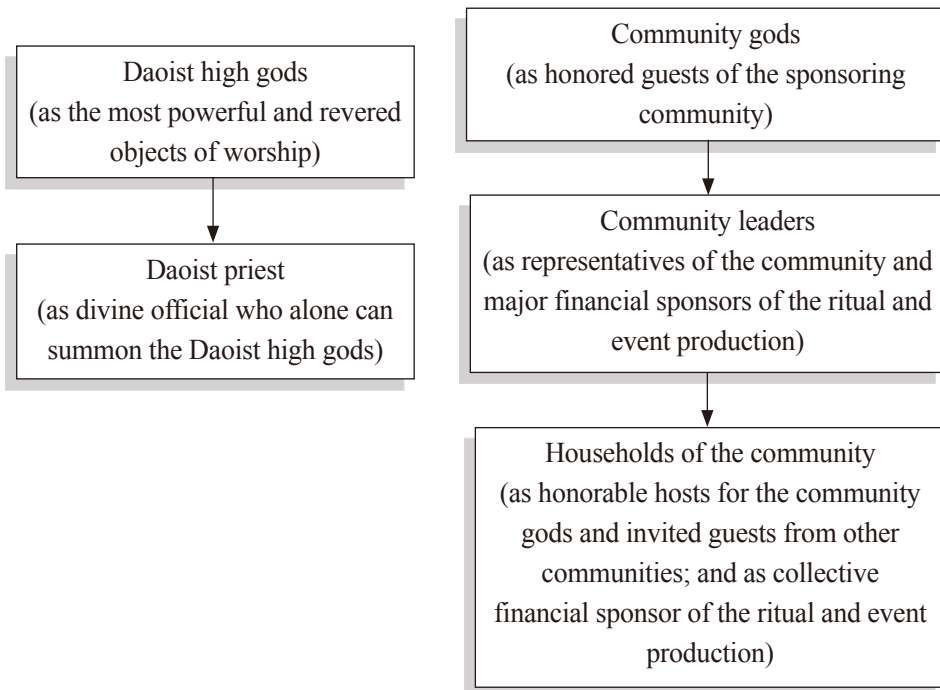 Daoist high gods
(as the most powerful and revered
objects of worship)
Daoist priest
(as divine official who alone can
summon the Daoist high gods)
Community gods
(as honored guests of the sponsoring
community)
Community leaders
(as representatives of the community and
major financial sponsors of the ritual and
event production)
Households of the community
(as honorable hosts for the community
gods and invited guests from other
communities; and as collective
financial sponsor of the ritual and event
production)